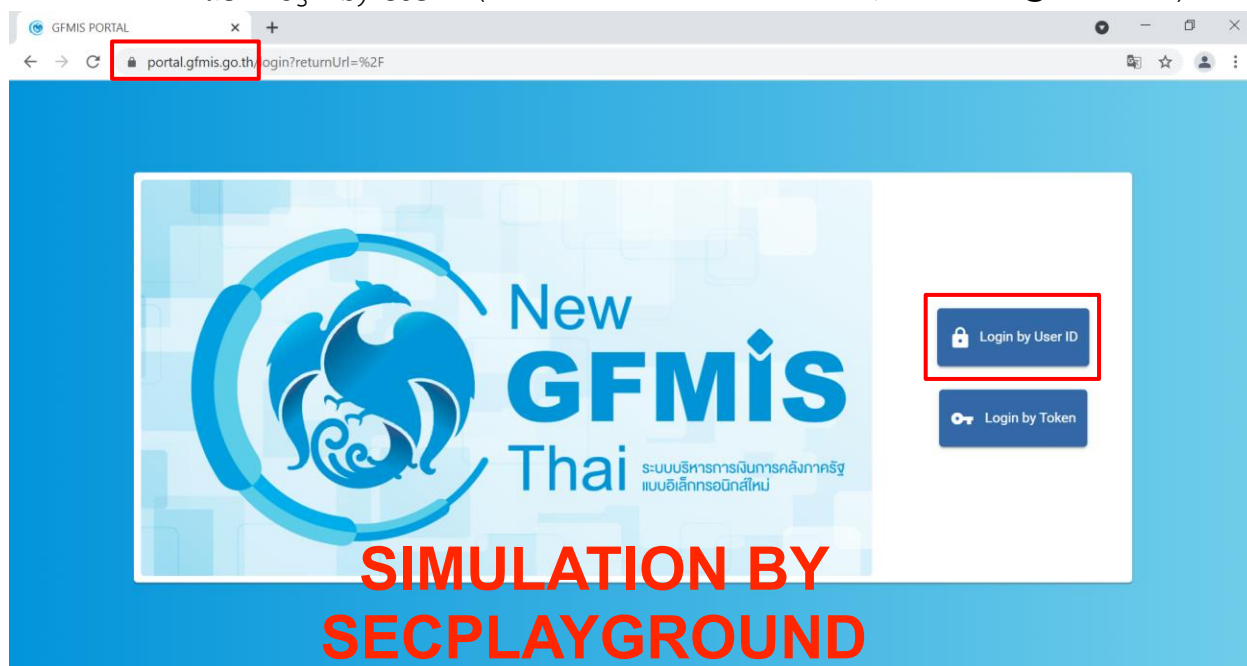 GFMIS PORTAL
portal.gfmis.go.th/login?returnUrl=%2F
New
GFMIS
Thai ระบบบริหารการเงินการคลังภาครัฐ
แบบอิเล็กทรอนิกส์ใหม่
Login by User ID
Login by Token
SIMULATION BY
SECPLAYGROUND